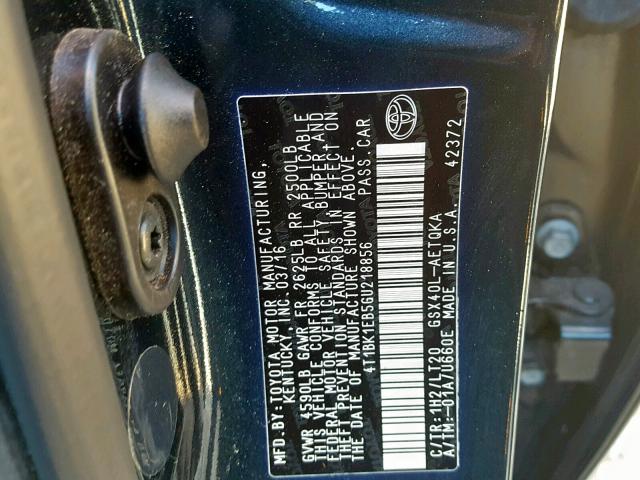 MFD.BY:TOYOTA MOTOR MANUFACTURING,
KENTUCKY, INC. 03/16
GVWR 4590LB GAWR FR 2625LB RR 2500LB
THIS VEHICLE CONFORMS TO ALL APPLICABLE
FEDERAL MOTOR VEHICLE SAFETY, BUMPER, AND
THEFT PREVENTION STANDARDS IN EFFECT ON
THE DATE OF MANUFACTURE SHOWN ABOVE.
4T1BK1EB5GU218856 PASS.CAR
C/TR:1H2/LT20 GSX40L-AETQKA
A/TM:-01A/U660E MADE IN U.S.A. 42372